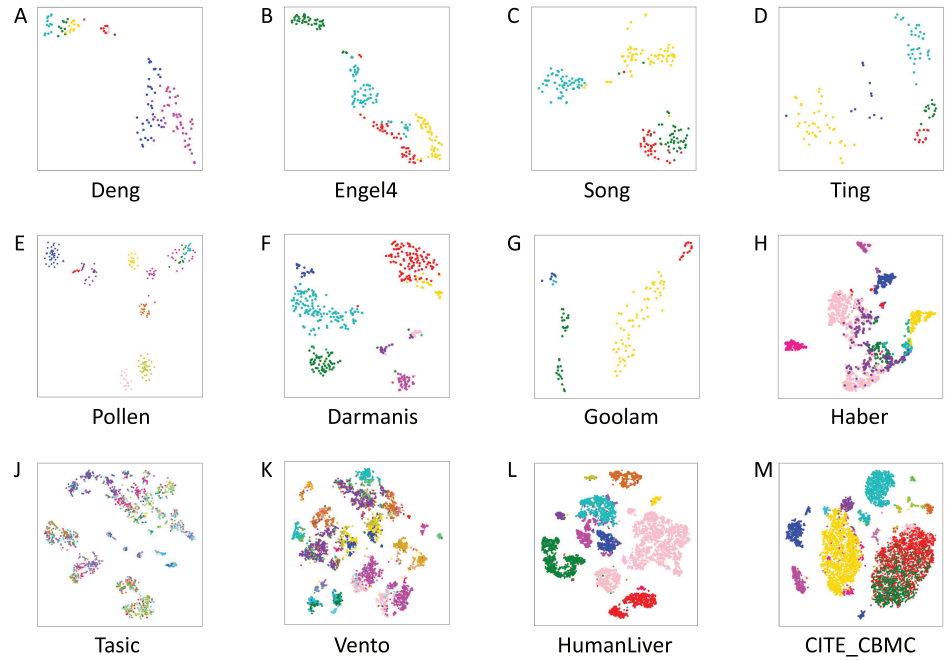 A B C D
Deng Engel4 Song Ting
E F G H
Pollen Darmanis Goolam Haber
J K L M
Tasic Vento HumanLiver CITE_CBMC